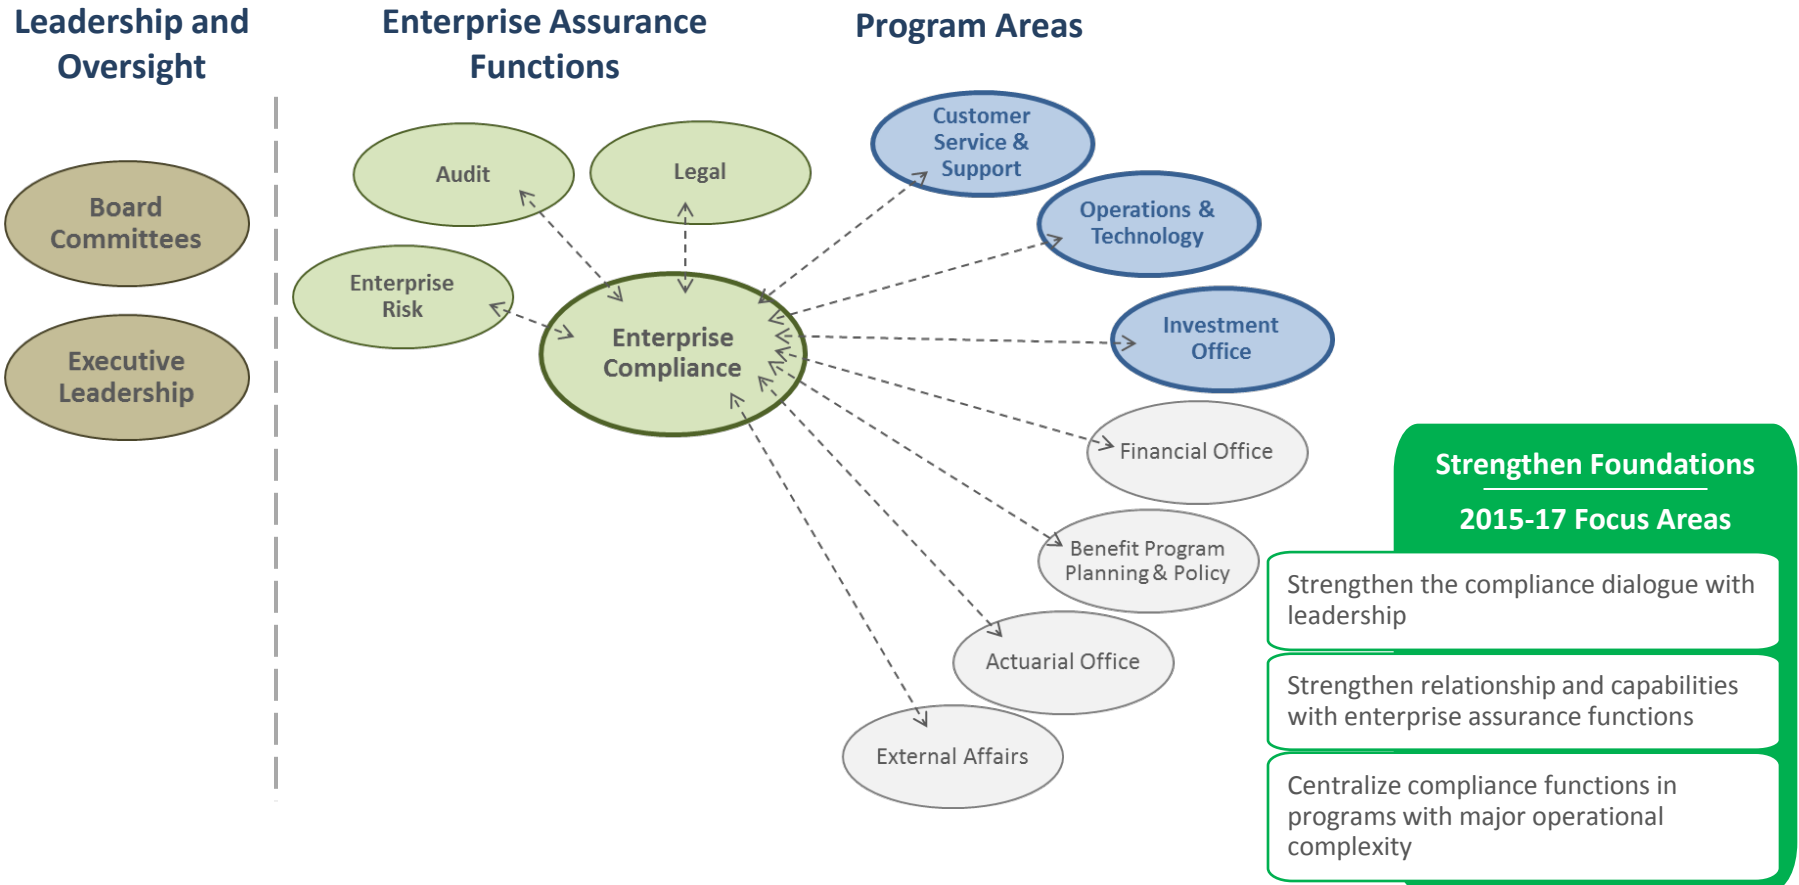 Leadership and
Oversight
Enterprise Assurance
Functions
Program Areas
Board
Committees
Executive
Leadership
Audit
Legal
Enterprise
Risk
Enterprise
Compliance
Customer
Service &
Support
Operations &
Technology
Investment
Office
Financial Office
Benefit Program
Planning & Policy
Actuarial Office
External Affairs
Strengthen Foundations
2015-17 Focus Areas
Strengthen the compliance dialogue with
leadership
Strengthen relationship and capabilities
with enterprise assurance functions
Centralize compliance functions in
programs with major operational
complexity